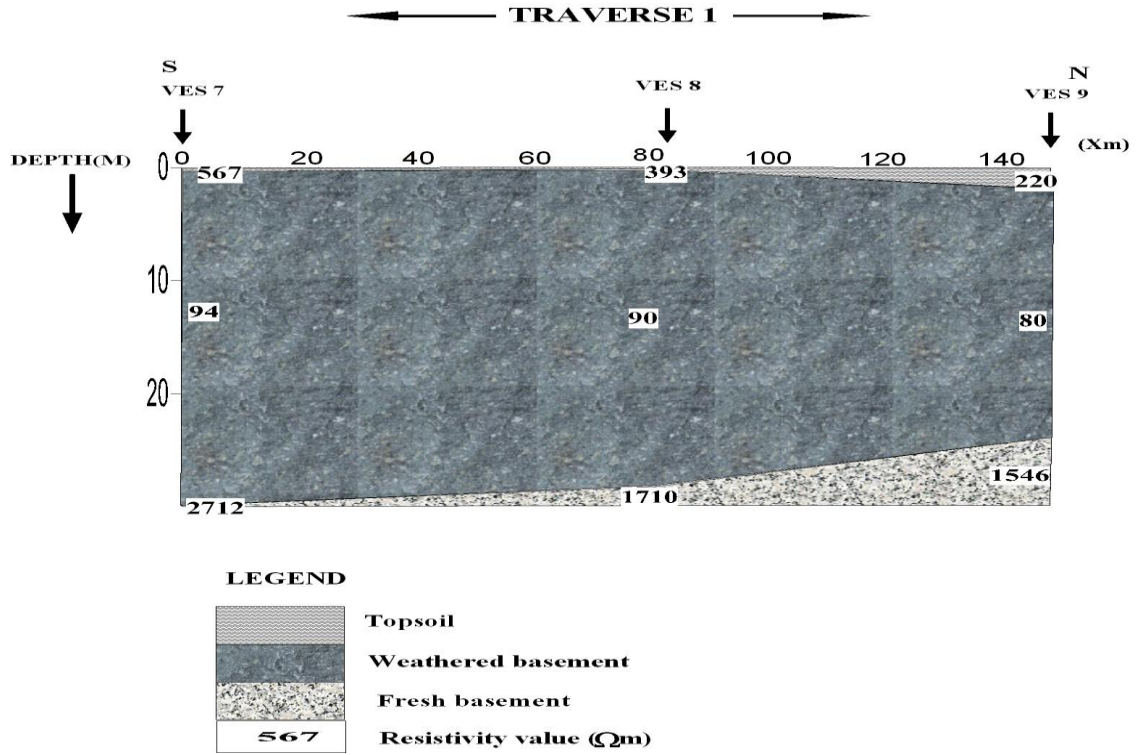 TRAVERSE 1
S
N
VES 7
VES 8
VES 9
DEPTH(M)
0 20 40 60 80 100 120 140 (Xm)
0
567 393 220
10
94 90 80
20
2712 1710 1546
LEGEND
Topsoil
Weathered basement
Fresh basement
567 Resistivity value (Ωm)